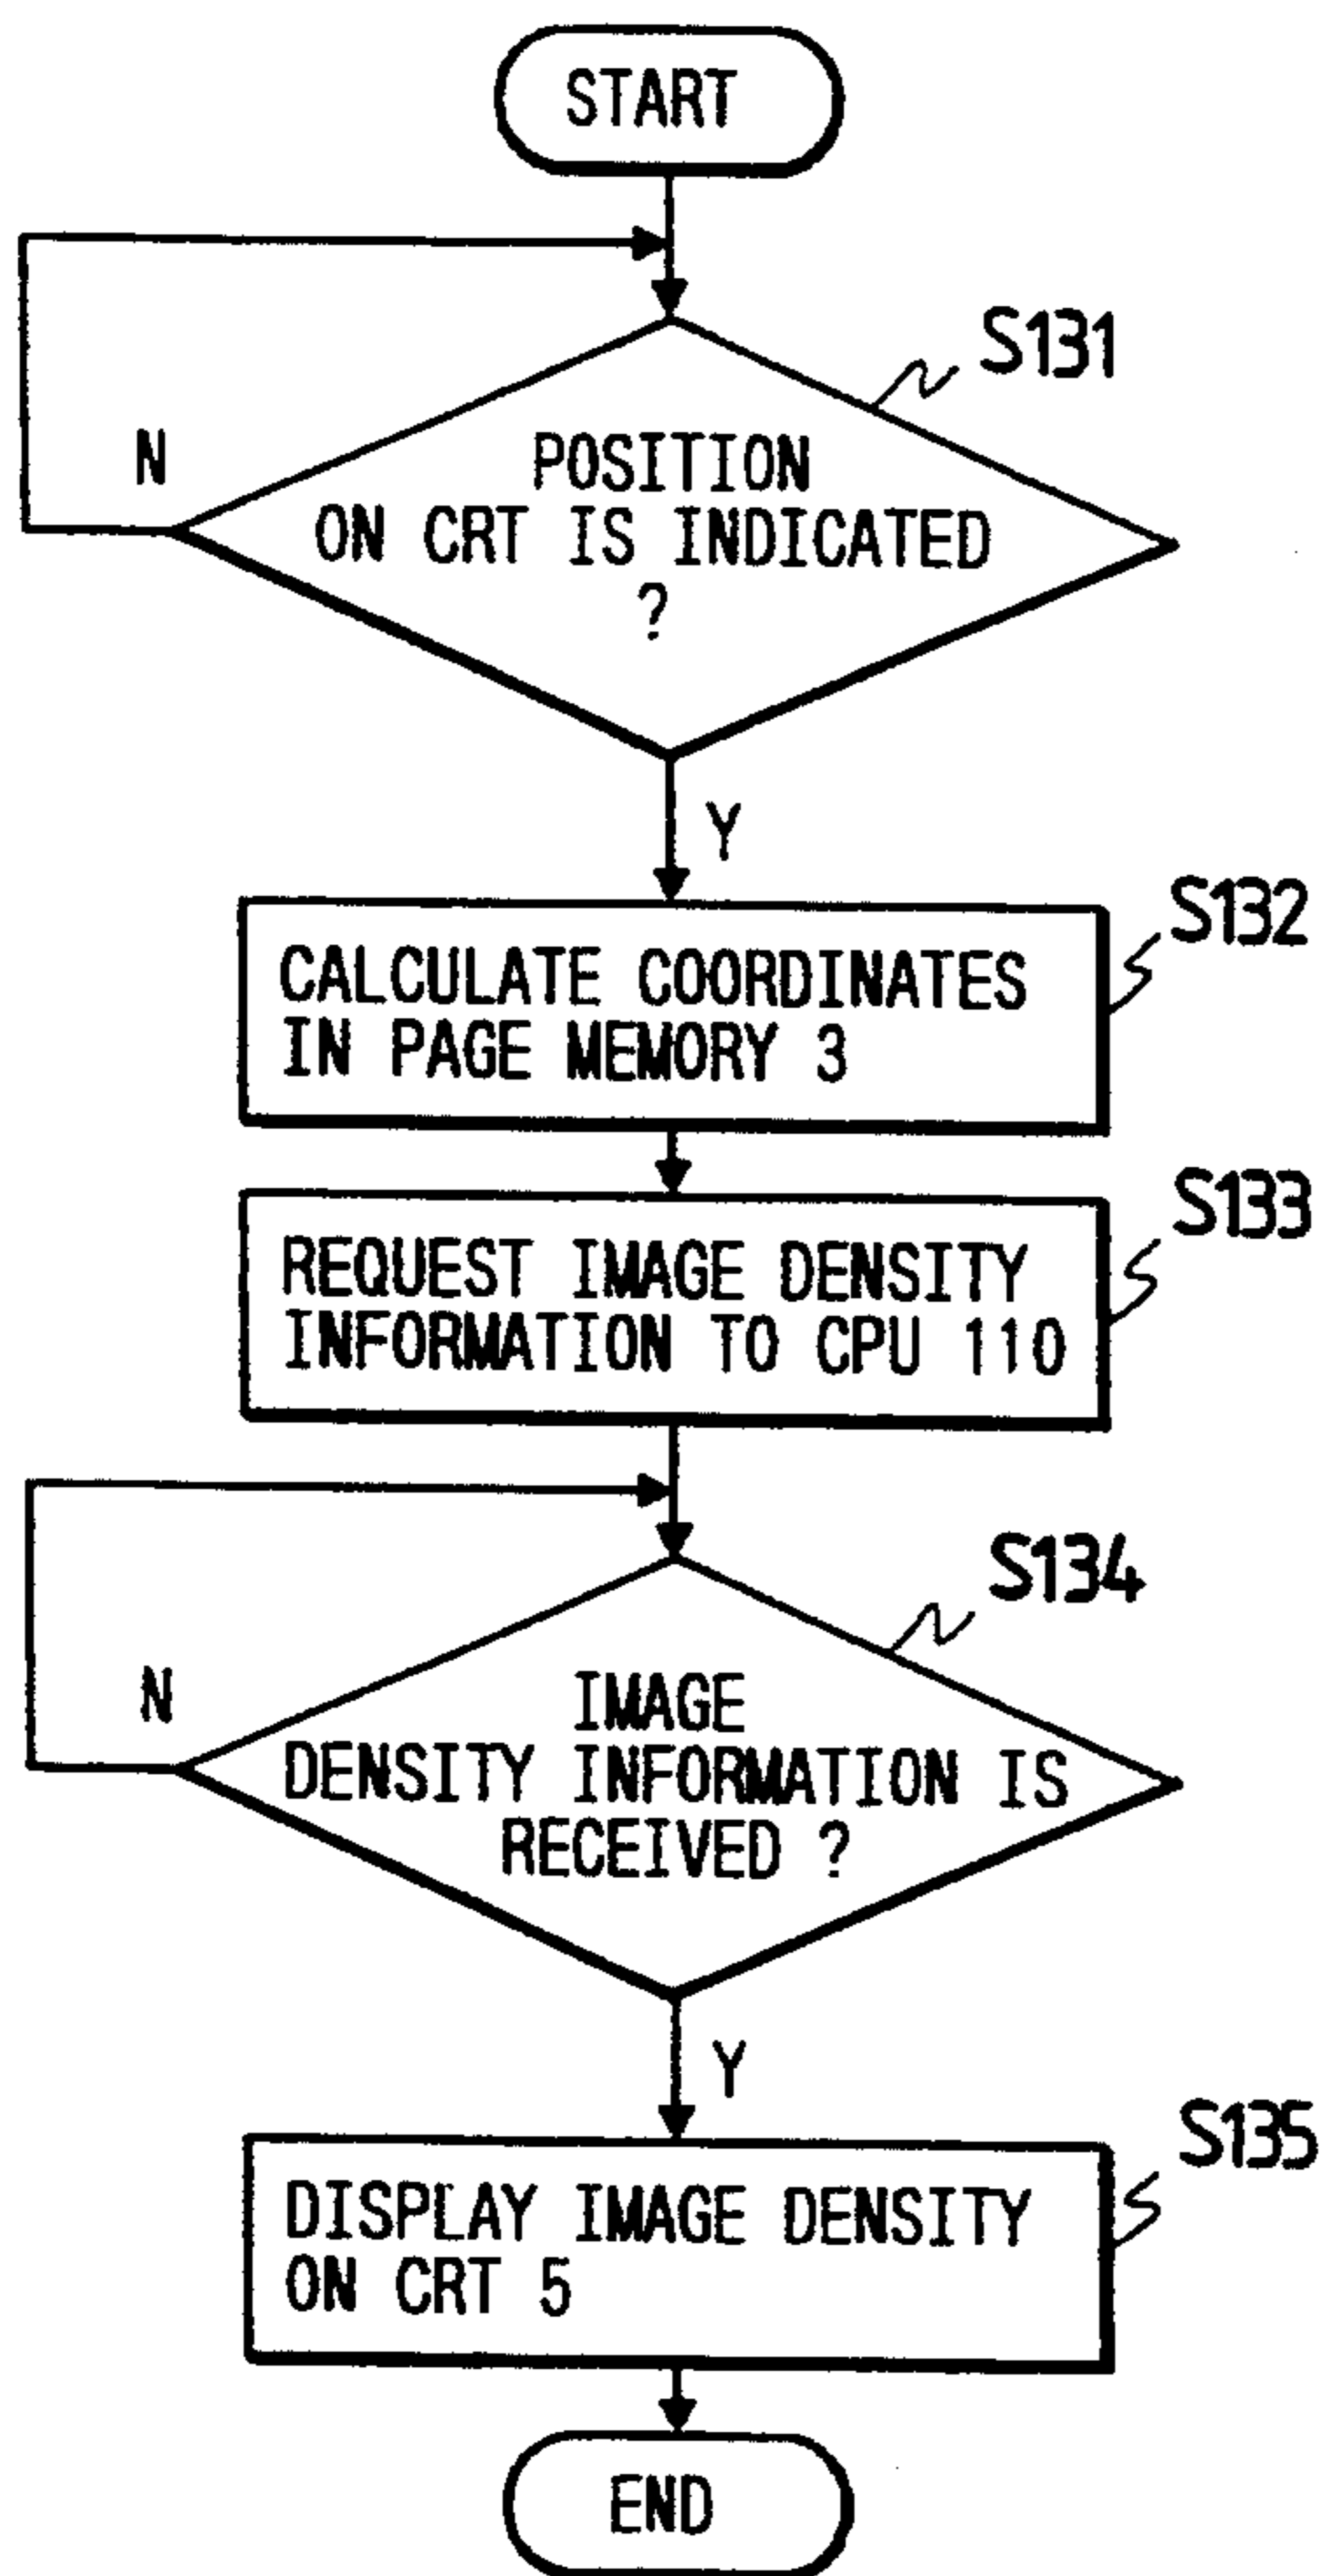 START
S131
N
POSITION
ON CRT IS INDICATED
?
Y
S132
CALCULATE COORDINATES
IN PAGE MEMORY 3
S133
REQUEST IMAGE DENSITY
INFORMATION TO CPU 110
S134
N
IMAGE
DENSITY INFORMATION IS
RECEIVED ?
Y
S135
DISPLAY IMAGE DENSITY
ON CRT 5
END